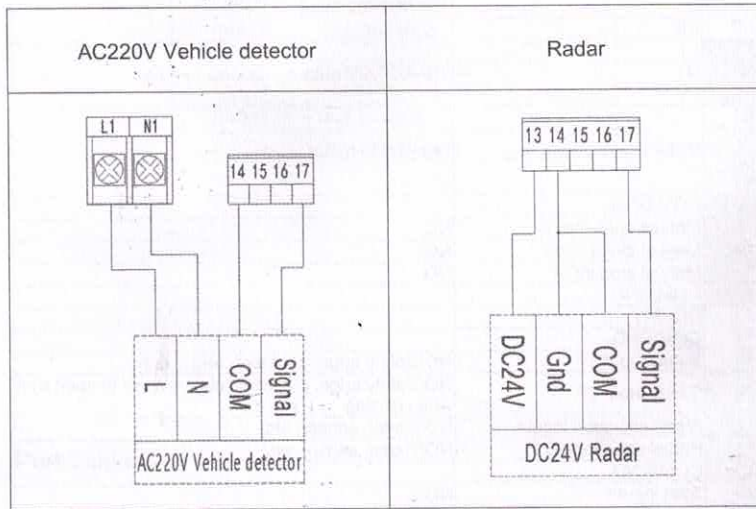 AC220V Vehicle detector
Radar
L1 N1
14 15 16 17
L
N
COM
Signal
AC220V Vehicle detector
13 14 15 16 17
DC24V
Gnd
COM
Signal
DC24V Radar